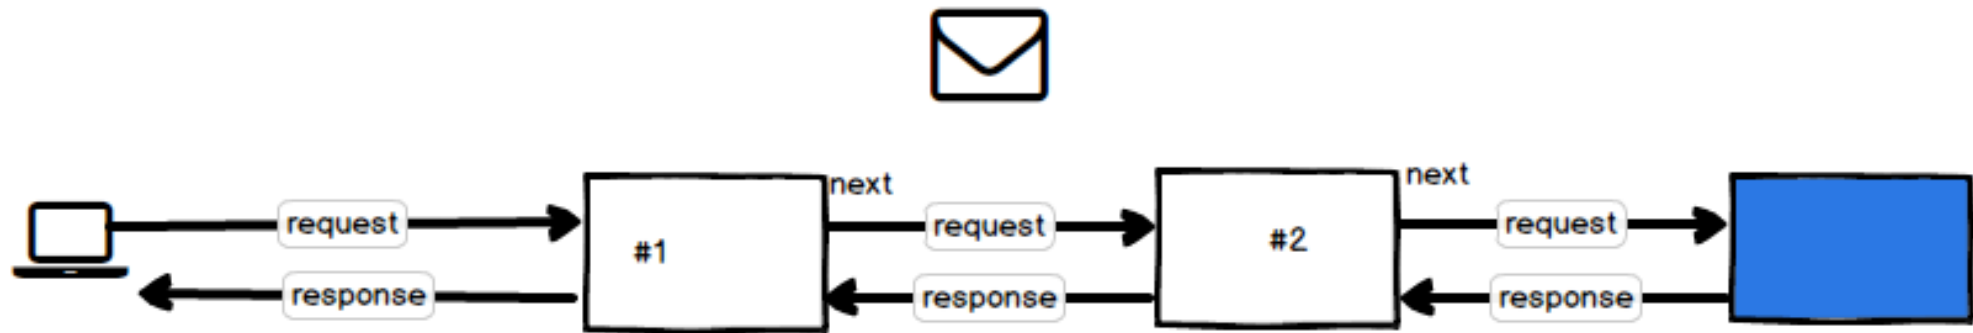 next
next
request
request
request
#1
#2
response
response
response